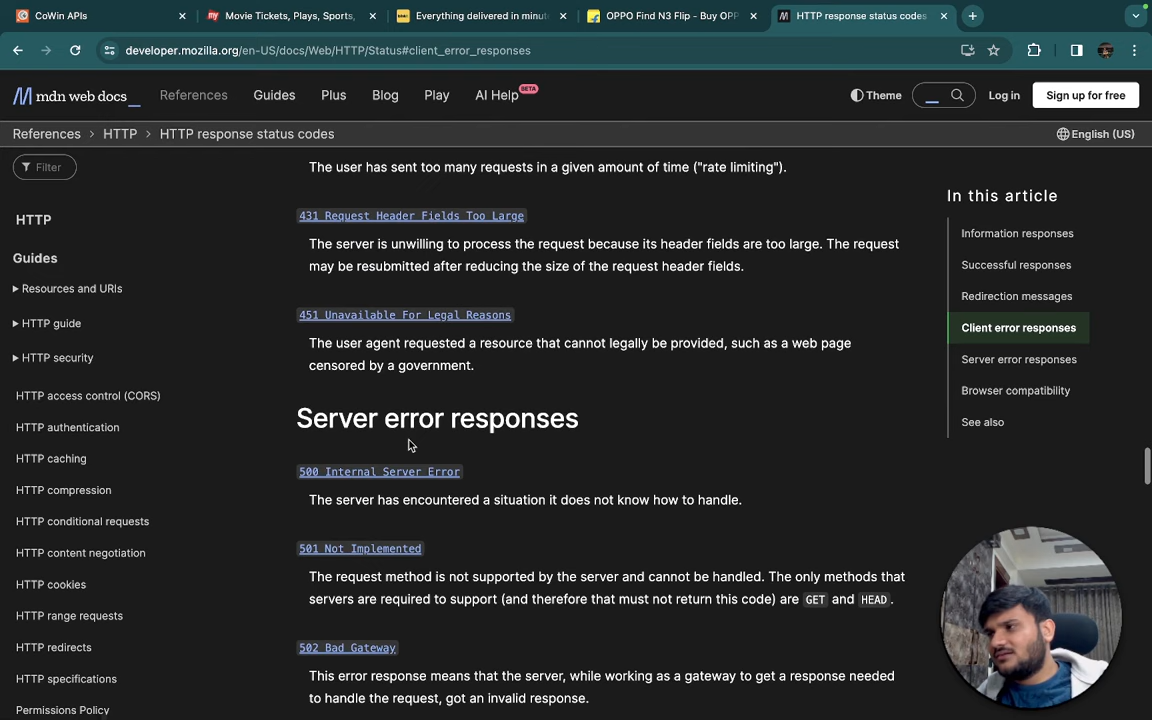 CoWin APIs
Movie Tickets, Plays, Sports,
Everything delivered in minut
OPPO Find N3 Flip - Buy OPP
HTTP response status codes
developer.mozilla.org/en-US/docs/Web/HTTP/Status#client_error_responses
mdn web docs_
References
Guides
Plus
Blog
Play
AI Help
BETA
Theme
Log in
Sign up for free
References > HTTP > HTTP response status codes
English (US)
Filter
HTTP
Guides
Resources and URIs
HTTP guide
HTTP security
HTTP access control (CORS)
HTTP authentication
HTTP caching
HTTP compression
HTTP conditional requests
HTTP content negotiation
HTTP cookies
HTTP range requests
HTTP redirects
HTTP specifications
Permissions Policy
The user has sent too many requests in a given amount of time ("rate limiting").
431 Request Header Fields Too Large
The server is unwilling to process the request because its header fields are too large. The request
may be resubmitted after reducing the size of the request header fields.
451 Unavailable For Legal Reasons
The user agent requested a resource that cannot legally be provided, such as a web page
censored by a government.
Server error responses
500 Internal Server Error
The server has encountered a situation it does not know how to handle.
501 Not Implemented
The request method is not supported by the server and cannot be handled. The only methods that
servers are required to support (and therefore that must not return this code) are GET and HEAD.
502 Bad Gateway
This error response means that the server, while working as a gateway to get a response needed
to handle the request, got an invalid response.
In this article
Information responses
Successful responses
Redirection messages
Client error responses
Server error responses
Browser compatibility
See also